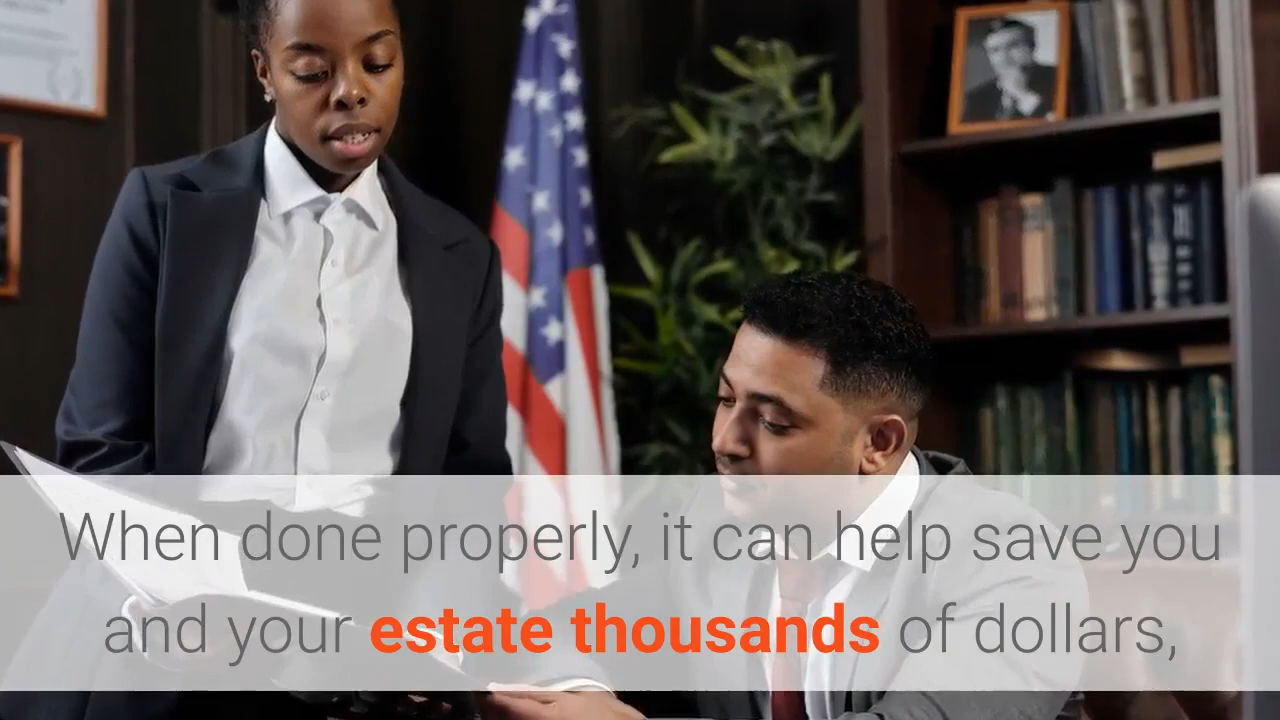 When done properly, it can help save you
and your estate thousands of dollars,